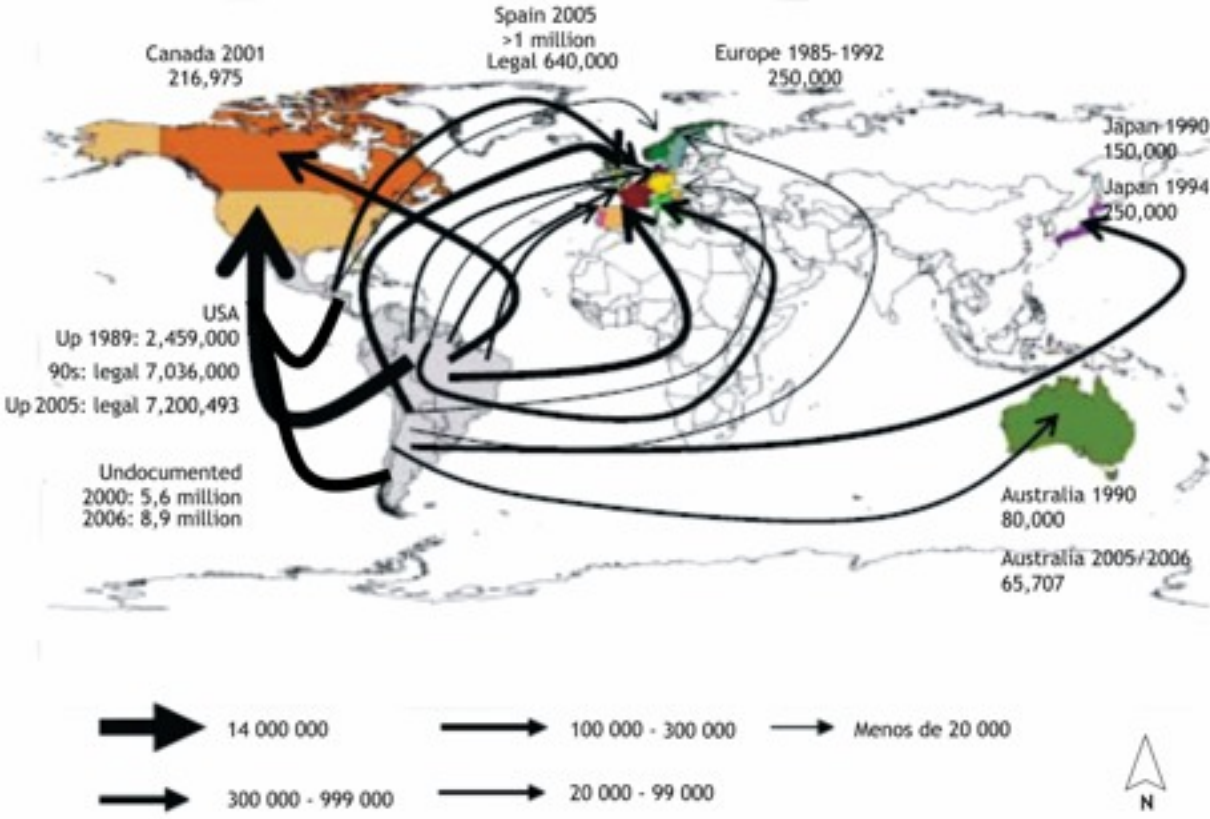 Spain 2005
>1 million
Legal 640,000
Canada 2001
216,975
Europe 1985-1992
250,000
Japan 1990
150,000
Japan 1994
250,000
USA
Up 1989: 2,459,000
90s: legal 7,036,000
Up 2005: legal 7,200,493
Undocumented
2000: 5,6 million
2006: 8,9 million
Australia 1990
80,000
Australia 2005/2006
65,707
14 000 000
100 000 - 300 000
Menos de 20 000
300 000 - 999 000
20 000 - 99 000
N